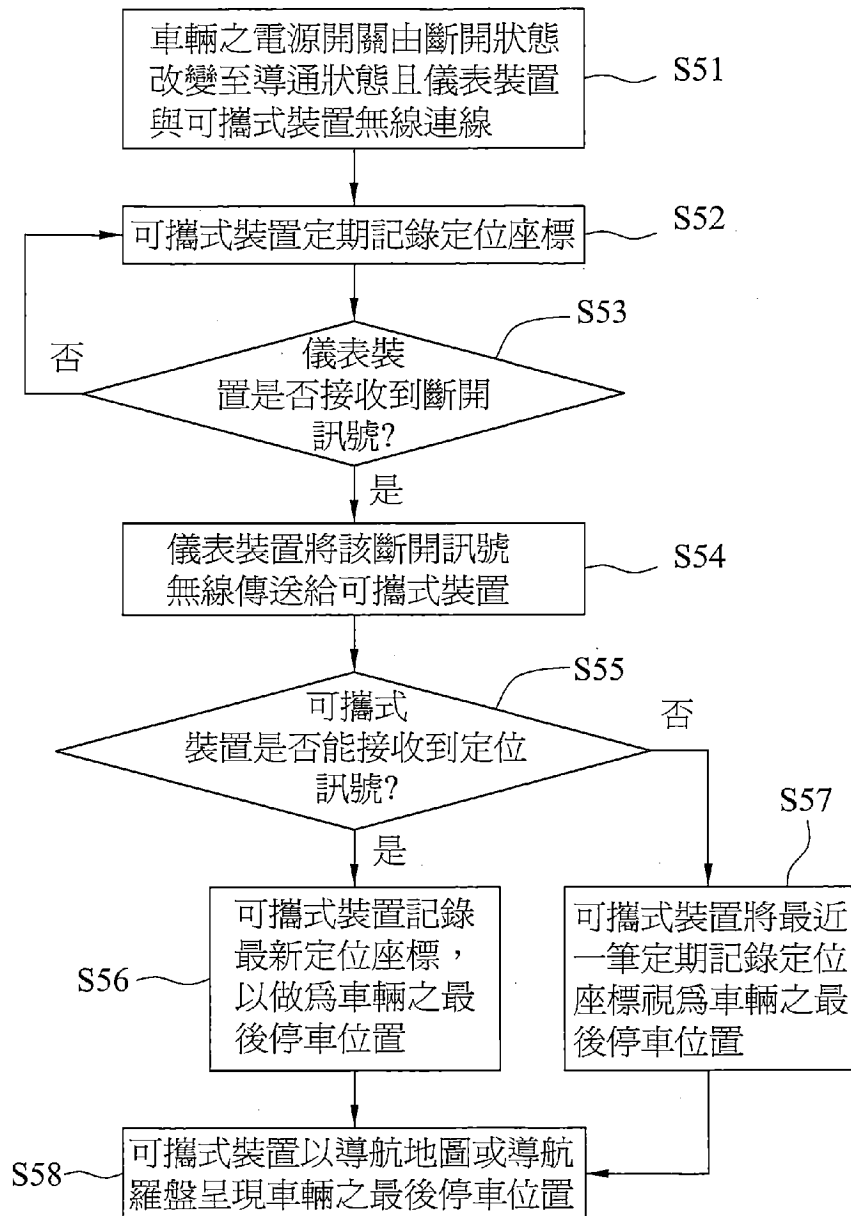 車輛之電源開關由斷開狀態
改變至導通狀態且儀表裝置
與可攜式裝置無線連線
S51
可攜式裝置定期記錄定位座標
S52
S53
否
儀表裝
置是否接收到斷開
訊號?
是
儀表裝置將該斷開訊號
無線傳送給可攜式裝置
S54
S55
可攜式
裝置是否能接收到定位
訊號?
否
是
S57
可攜式裝置記錄
最新定位座標，
以做爲車輛之最
後停車位置
S56
可攜式裝置將最近
一筆定期記錄定位
座標視爲車輛之最
後停車位置
可攜式裝置以導航地圖或導航
羅盤呈現車輛之最後停車位置
S58